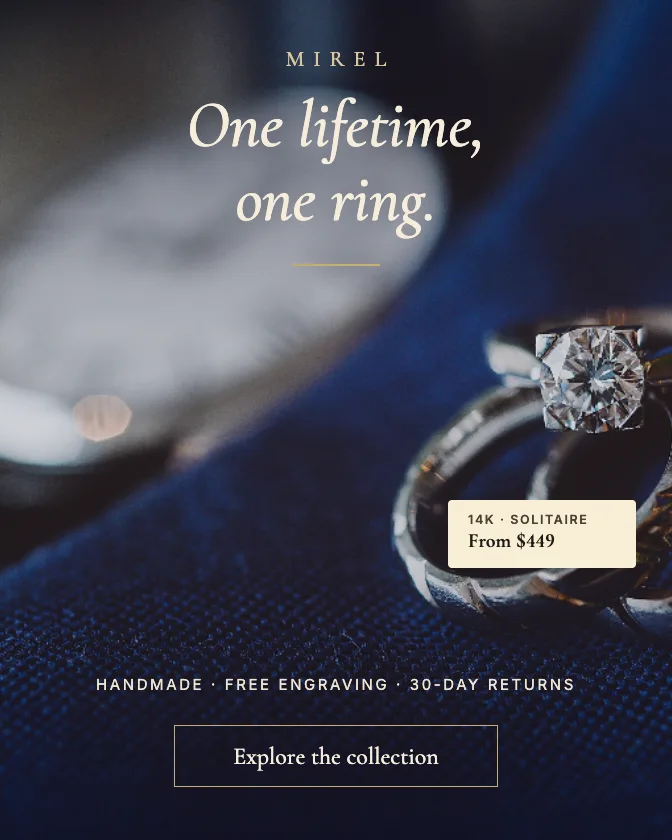 MIREL
One lifetime,
one ring.
14K · SOLITAIRE
From $449
HANDMADE · FREE ENGRAVING · 30-DAY RETURNS
Explore the collection